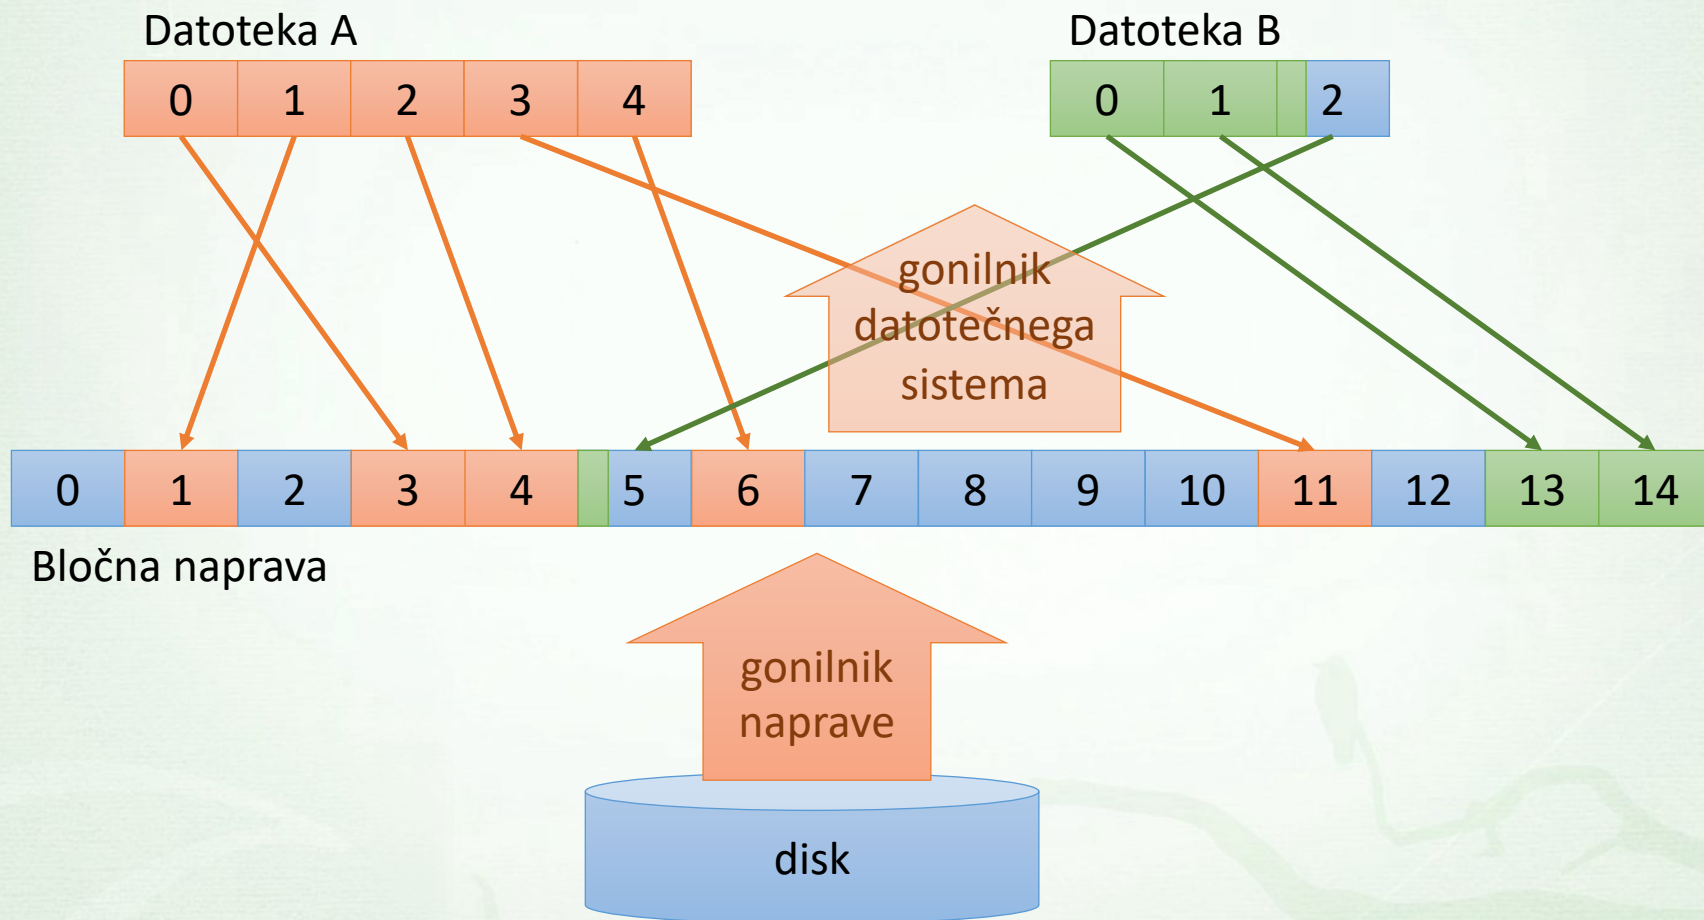 Datoteka A
Datoteka B
0 1 2 3 4
0 1 2
gonilnik
datotečnega
sistema
0 1 2 3 4 5 6 7 8 9 10 11 12 13 14
Bločna naprava
gonilnik
naprave
disk